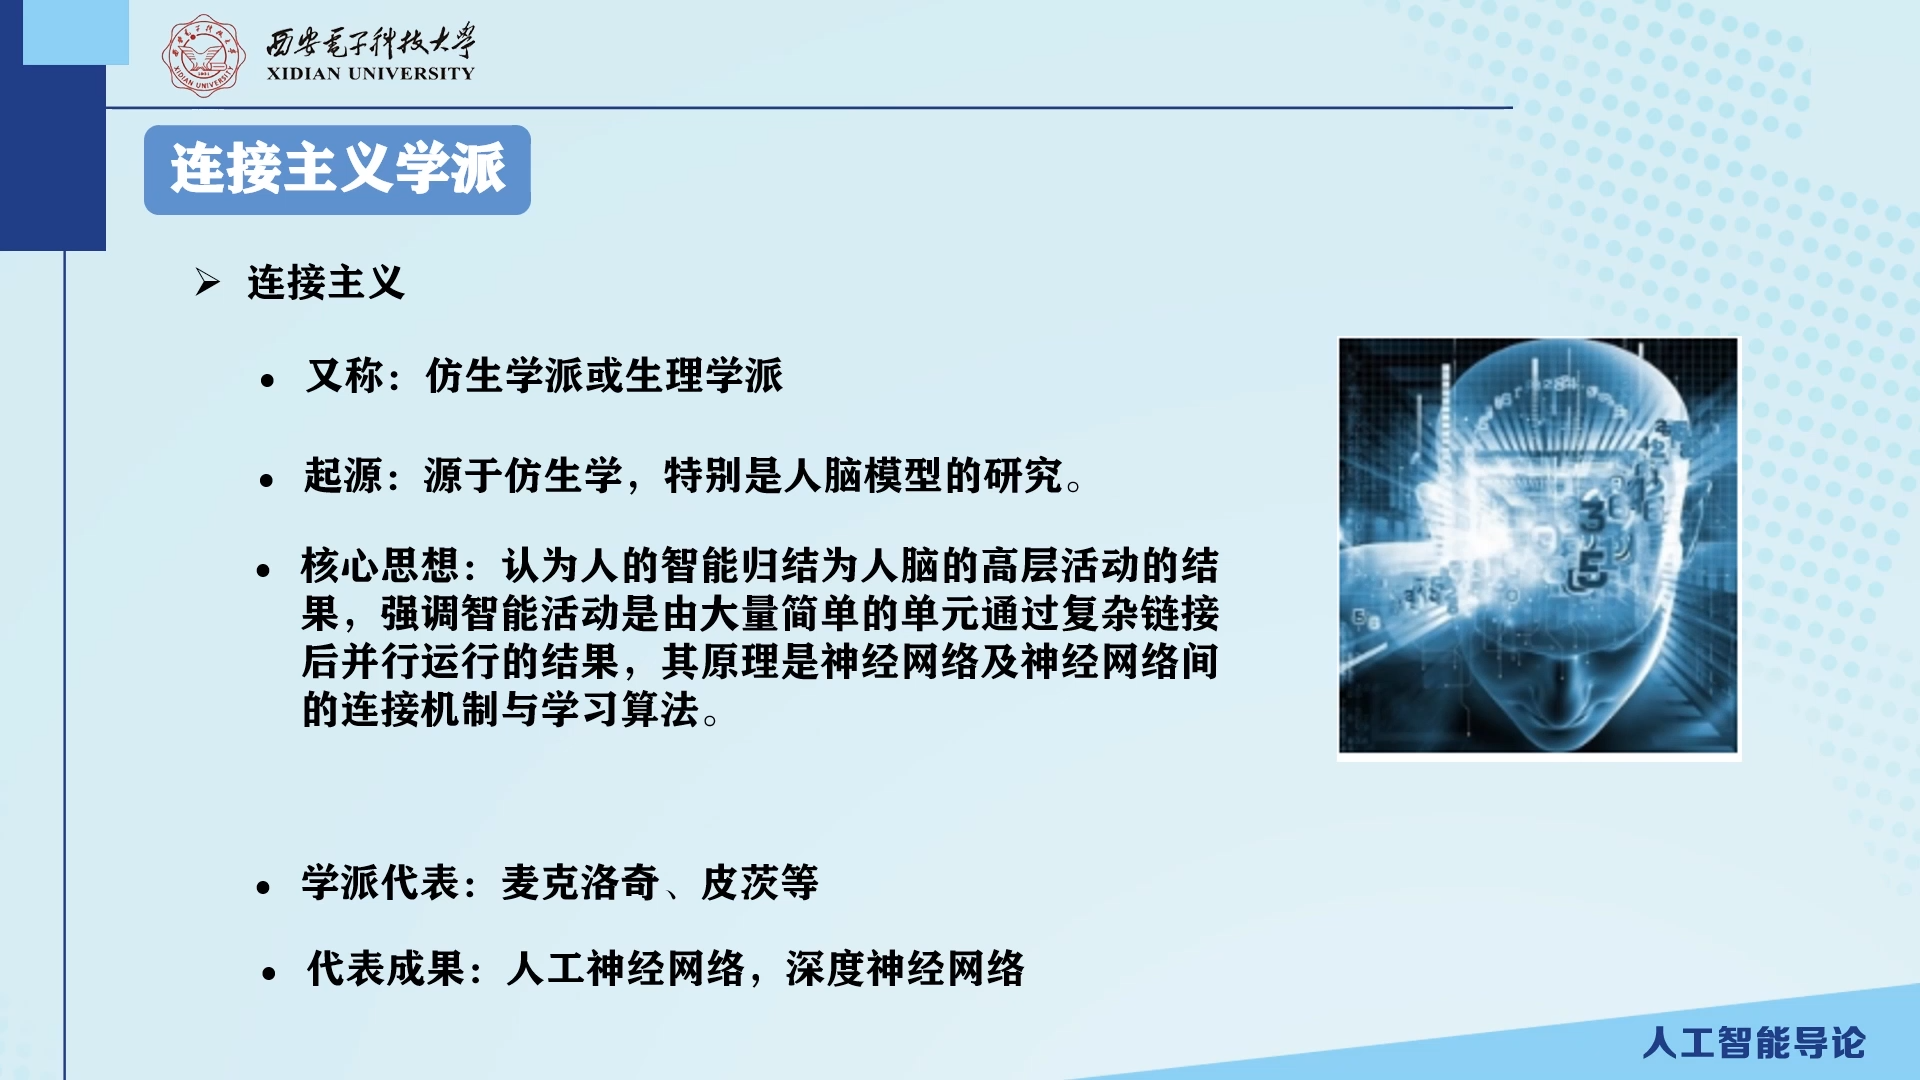 西安电子科技大学
XIDIAN UNIVERSITY
连接主义学派
➢ 连接主义
• 又称：仿生学派或生理学派
• 起源：源于仿生学，特别是人脑模型的研究。
• 核心思想：认为人的智能归结为人脑的高层活动的结
果，强调智能活动是由大量简单的单元通过复杂链接
后并行运行的结果，其原理是神经网络及神经网络间
的连接机制与学习算法。
• 学派代表：麦克洛奇、皮茨等
• 代表成果：人工神经网络，深度神经网络
人工智能导论